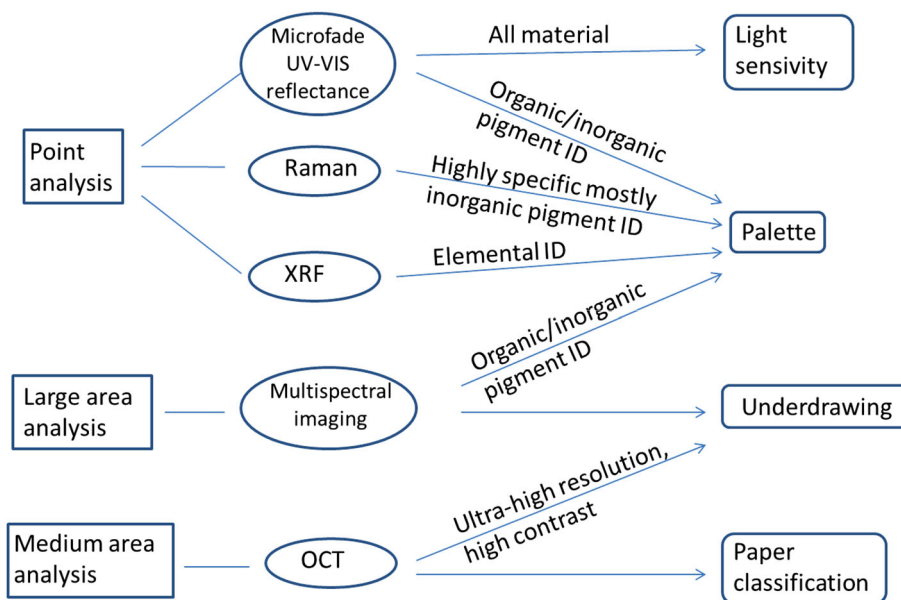 Microfade
UV-VIS
reflectance
All material
Light
sensivity
Organic/inorganic
pigment ID
Point
analysis
Raman
Highly specific mostly
inorganic pigment ID
Palette
XRF
Elemental ID
Organic/inorganic
pigment ID
Large area
analysis
Multispectral
imaging
Underdrawing
Ultra-high resolution,
high contrast
Medium area
analysis
OCT
Paper
classification